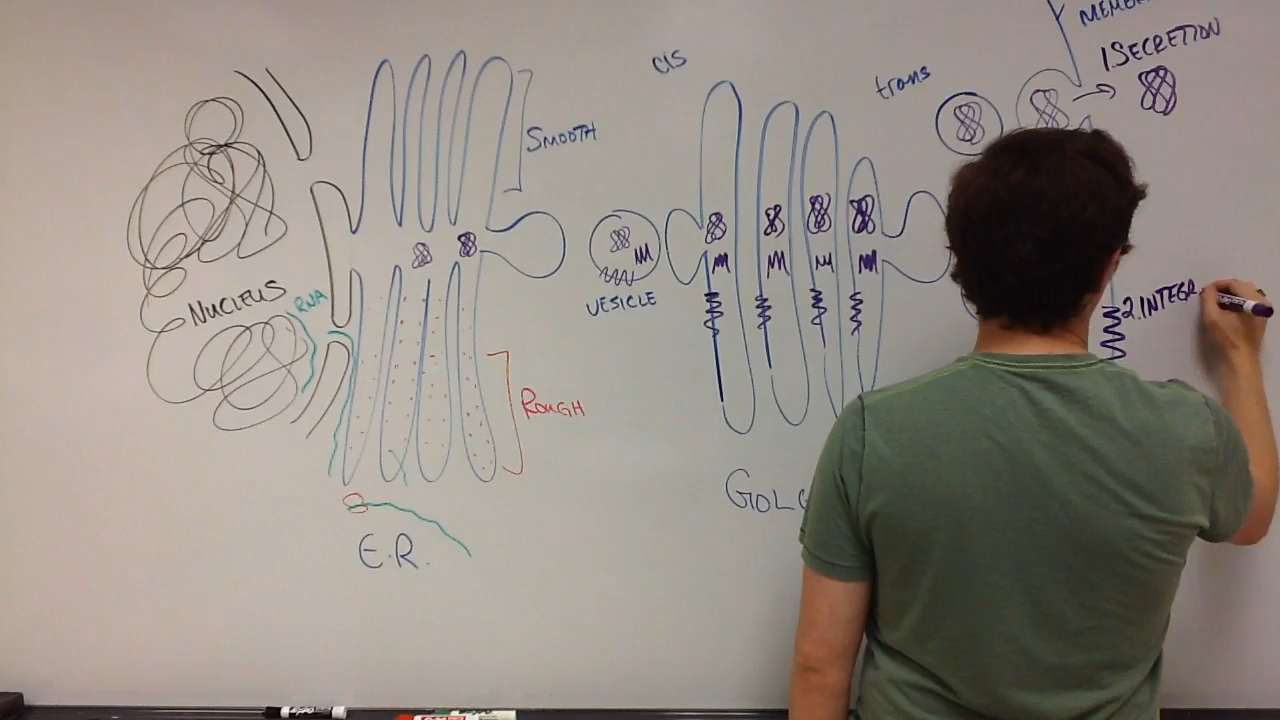 cis
trans
MEMB
1. SECRETION
SMOOTH
NUCLEUS
RNA
VESICLE
2. INTEGR
ROUGH
GOLG
E.R.